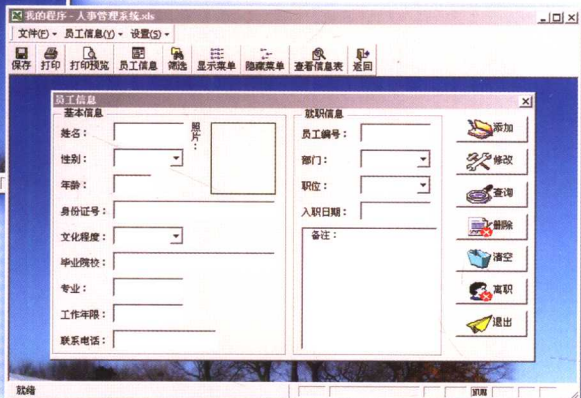 我的程序 - 人事管理系统.xls
文件(F) 员工信息(Y) 设置(S)
保存 打印 打印预览 员工信息 筛选 显示菜单 隐藏菜单 查看信息表 返回
员工信息
基本信息
姓名：
照片：
性别：
年龄：
身份证号：
文化程度：
毕业院校：
专业：
工作年限：
联系电话：
就职信息
员工编号：
部门：
职位：
入职日期：
备注：
添加
修改
查询
删除
清空
离职
退出
就绪